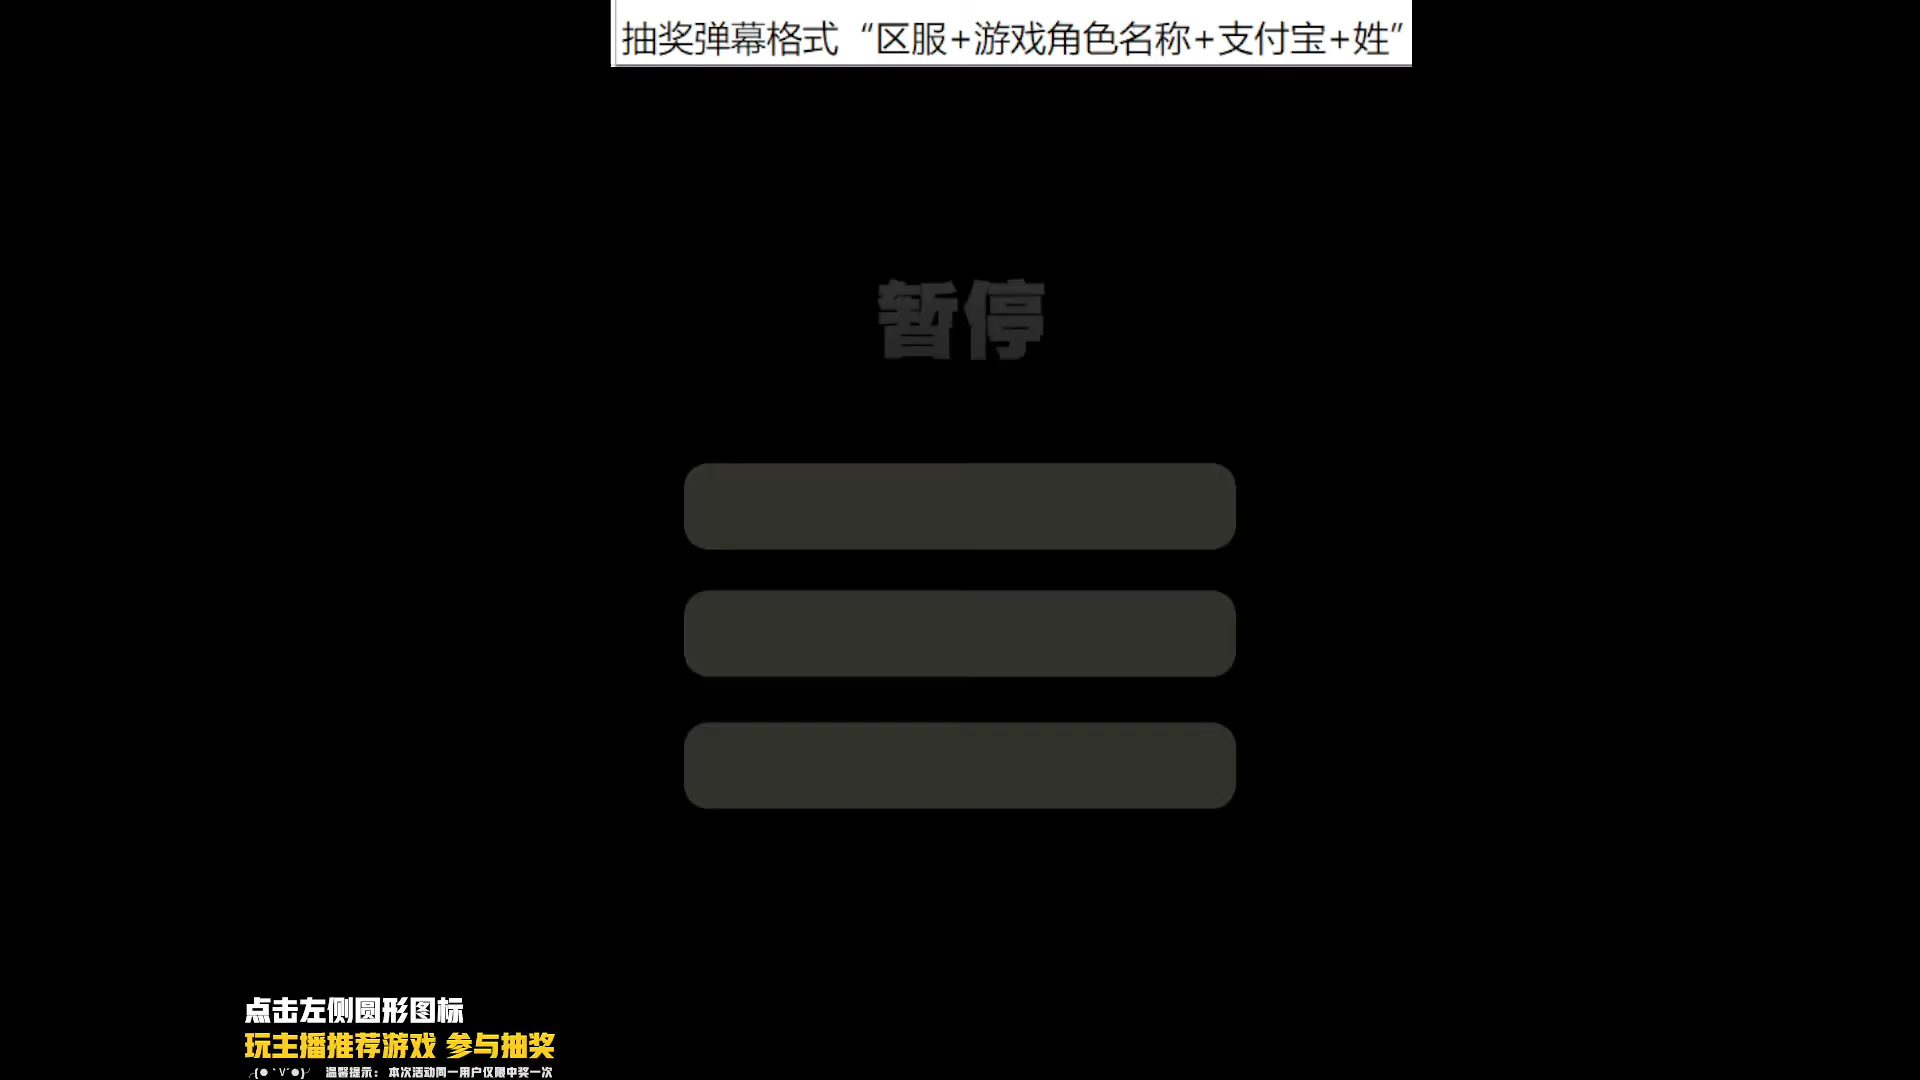 抽奖弹幕格式“区服+游戏角色名称+支付宝+姓”
暂停
点击左侧圆形图标
玩主播推荐游戏 参与抽奖
╭(●｀∀´●)╯ 温馨提示： 本次活动同一用户仅限中奖一次